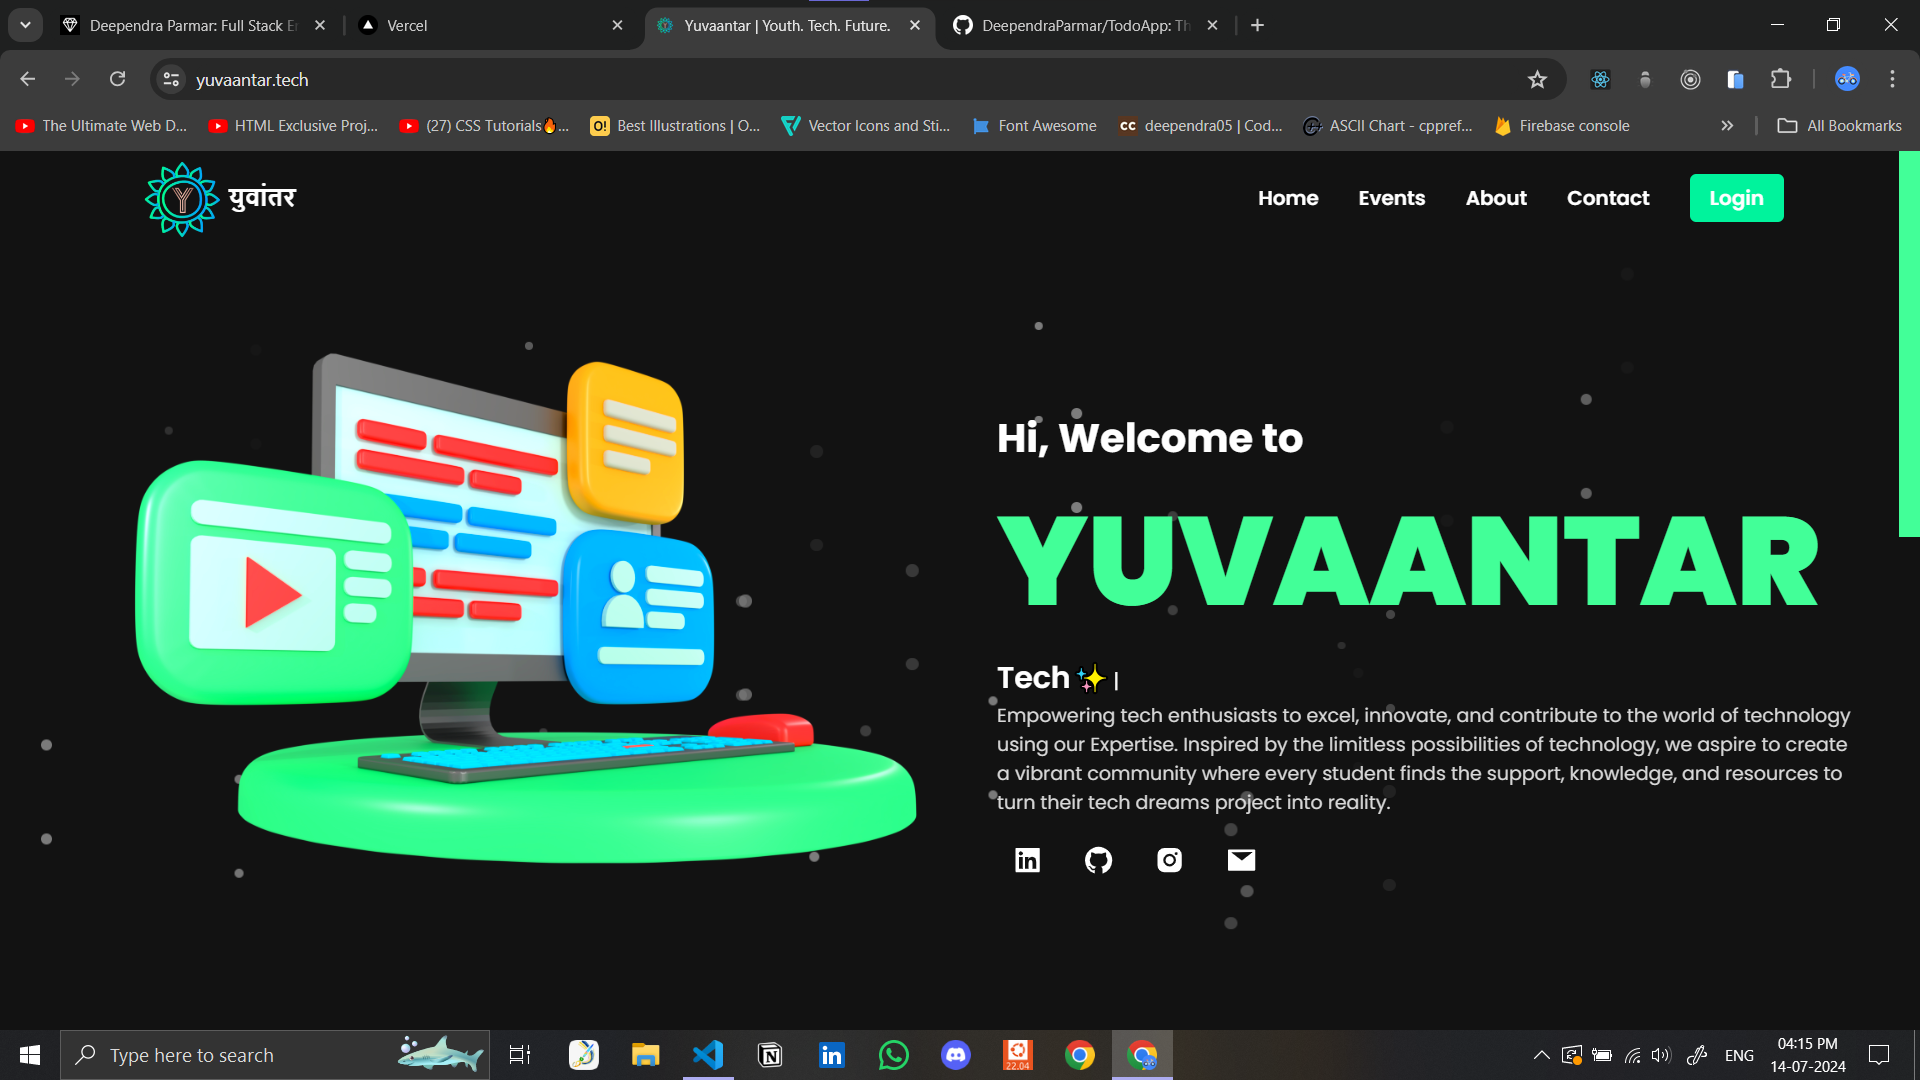 Deependra Parmar: Full Stack En
Vercel
Yuvaantar | Youth. Tech. Future.
DeependraParmar/TodoApp: Th
yuvaantar.tech
The Ultimate Web D...
HTML Exclusive Proj...
(27) CSS Tutorials🔥...
O!
Best Illustrations | O...
Vector Icons and Sti...
Font Awesome
CC
deependra05 | Cod...
ASCII Chart - cppref...
Firebase console
All Bookmarks
Y युवांतर
Home
Events
About
Contact
Login
Hi, Welcome to
YUVAANTAR
Tech✨ |
Empowering tech enthusiasts to excel, innovate, and contribute to the world of technology
using our Expertise. Inspired by the limitless possibilities of technology, we aspire to create
a vibrant community where every student finds the support, knowledge, and resources to
turn their tech dreams project into reality.
Type here to search
22.04
ENG
04:15 PM
14-07-2024